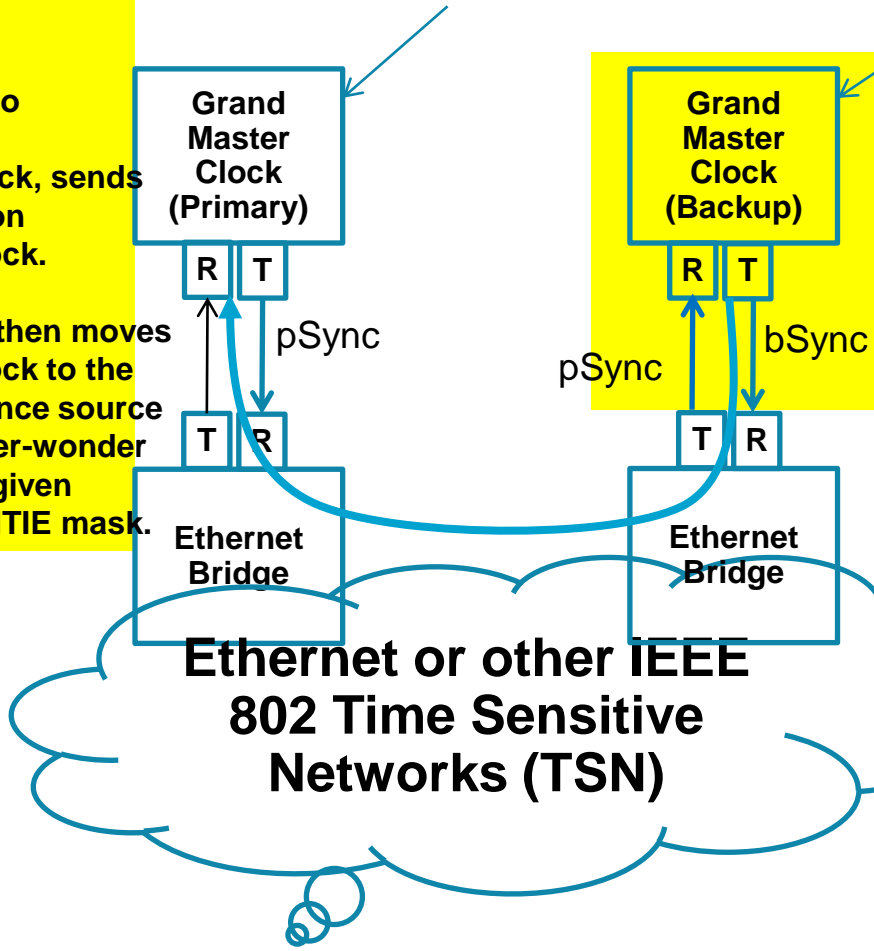 o
ck, sends
on
ock.
then moves
ock to the
nce source
er-wonder
given
TIE mask.
Grand
Master
Clock
(Primary)
R T
pSync
T R
Ethernet
Bridge
Grand
Master
Clock
(Backup)
R T
pSync
bSync
T R
Ethernet
Bridge
Ethernet or other IEEE
802 Time Sensitive
Networks (TSN)